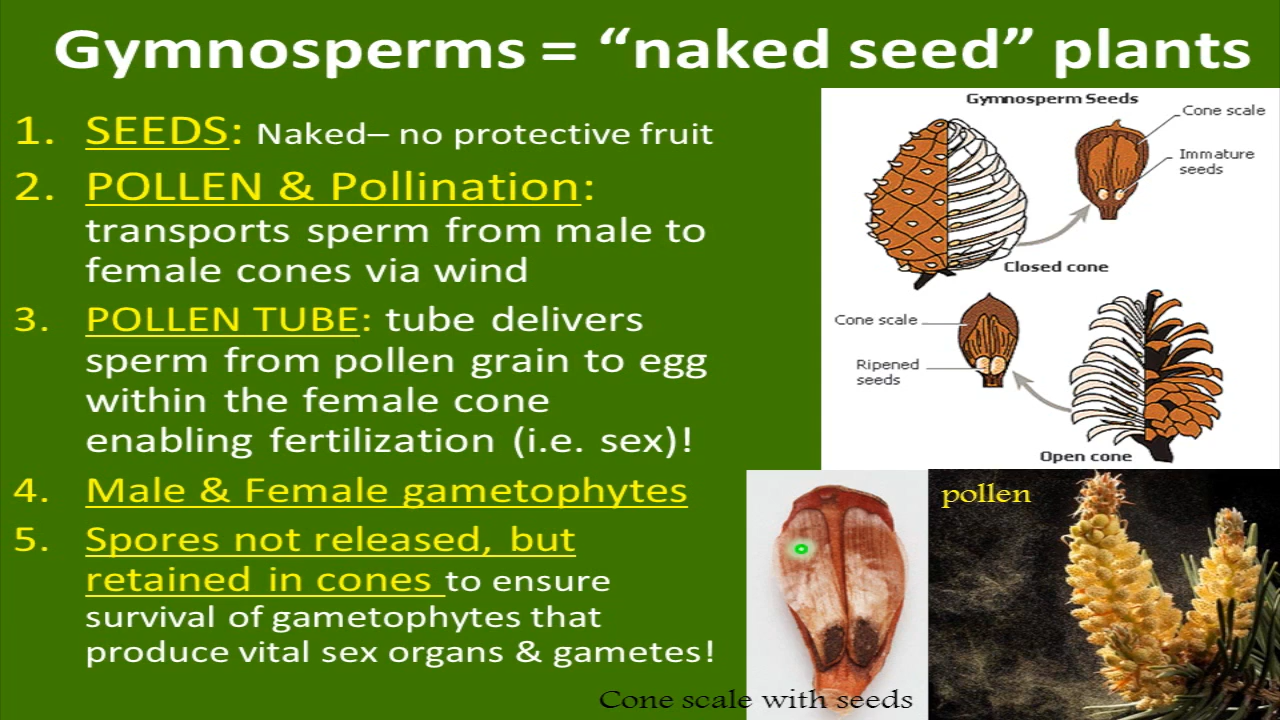 Gymnosperms = “naked seed” plants
1. SEEDS: Naked– no protective fruit
2. POLLEN & Pollination:
transports sperm from male to
female cones via wind
3. POLLEN TUBE: tube delivers
sperm from pollen grain to egg
within the female cone
enabling fertilization (i.e. sex)!
4. Male & Female gametophytes
5. Spores not released, but
retained in cones to ensure
survival of gametophytes that
produce vital sex organs & gametes!
Gymnosperm Seeds
Cone scale
Immature
seeds
Closed cone
Cone scale
Ripened
seeds
Open cone
pollen
Cone scale with seeds